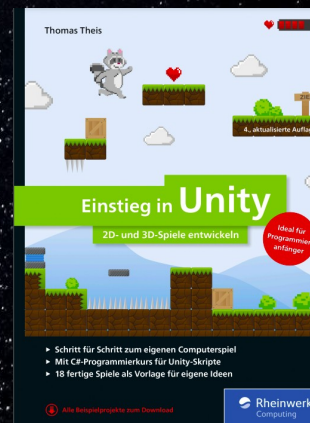 Thomas Theis
4., aktualisierte Auflag
Einstieg in Unity
2D- und 3D-Spiele entwickeln
Ideal für
Programmier
anfänger
▸ Schritt für Schritt zum eigenen Computerspiel
▸ Mit C#-Programmierkurs für Unity-Skripte
▸ 18 fertige Spiele als Vorlage für eigene Ideen
Alle Beispielprojekte zum Download
Rheinwerk
Computing